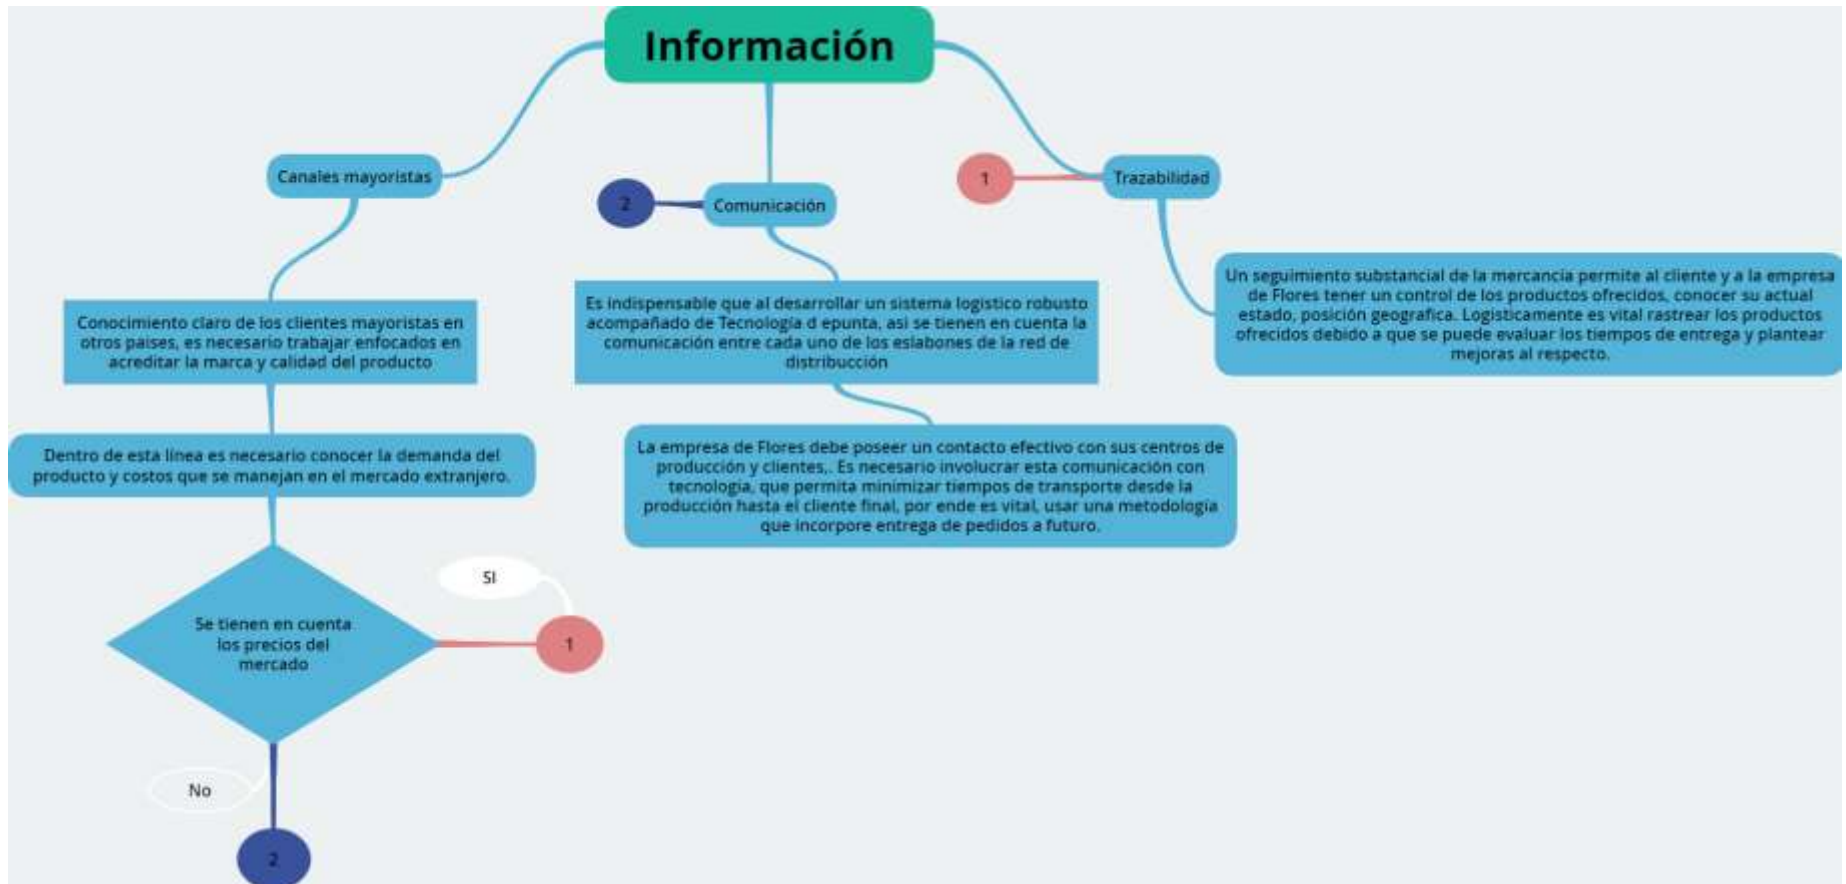 Información
Canales mayoristas
Conocimiento claro de los clientes mayoristas en
otros paises, es necesario trabajar enfocados en
acreditar la marca y calidad del producto
Dentro de esta línea es necesario conocer la demanda del
producto y costos que se manejan en el mercado extranjero.
Se tienen en cuenta
los precios del
mercado
SI
1
No
2
2
Comunicación
Es indispensable que al desarrollar un sistema logistico robusto
acompañado de Tecnología d epunta, asi se tienen en cuenta la
comunicación entre cada uno de los eslabones de la red de
distribucción
La empresa de Flores debe poseer un contacto efectivo con sus centros de
producción y clientes,. Es necesario involucrar esta comunicación con
tecnologia, que permita minimizar tiempos de transporte desde la
producción hasta el cliente final, por ende es vital, usar una metodología
que incorpore entrega de pedidos a futuro.
1
Trazabilidad
Un seguimiento substancial de la mercancía permite al cliente y a la empresa
de Flores tener un control de los productos ofrecidos, conocer su actual
estado, posición geografica. Logisticamente es vital rastrear los productos
ofrecidos debido a que se puede evaluar los tiempos de entrega y plantear
mejoras al respecto.